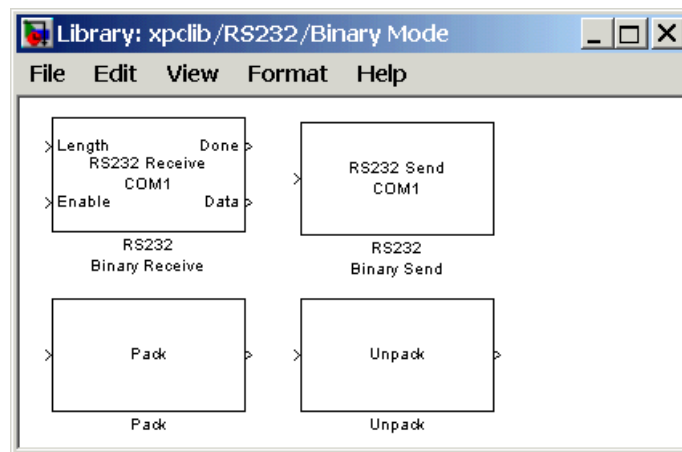 Library: xpclib/RS232/Binary Mode
File Edit View Format Help
Length Done
RS232 Receive
COM1
Enable Data
RS232
Binary Receive
RS232 Send
COM1
RS232
Binary Send
Pack
Pack
Unpack
Unpack